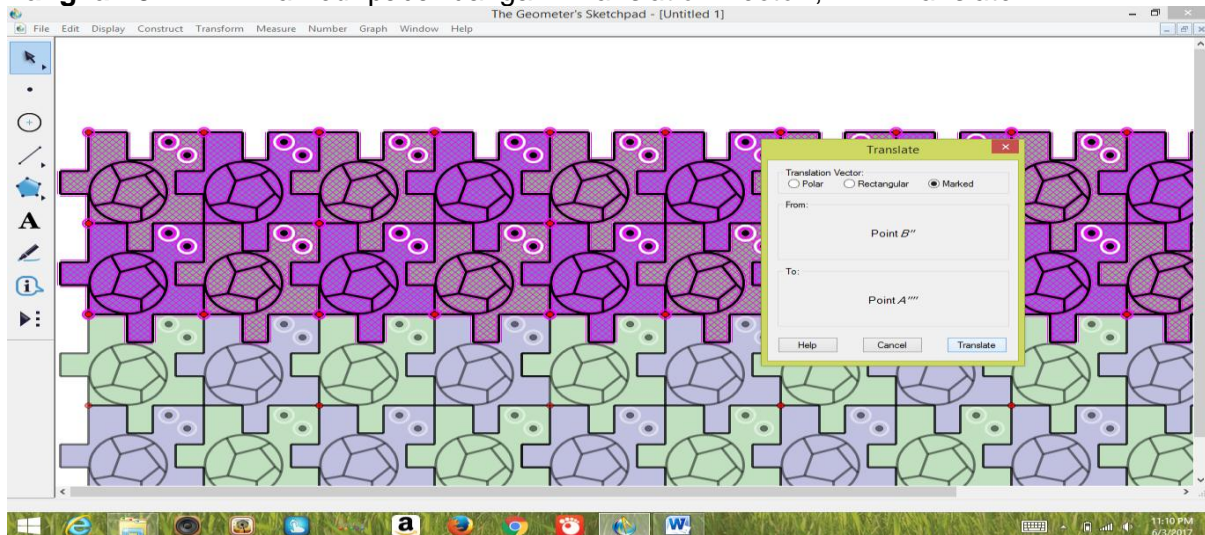 The Geometer's Sketchpad - [Untitled 1]
File Edit Display Construct Transform Measure Number Graph Window Help
A
Translate
Translation Vector:
Polar Rectangular Marked
From:
Point B''
To:
Point A''''
Help Cancel Translate
a
W
11:10 PM
6/3/2017